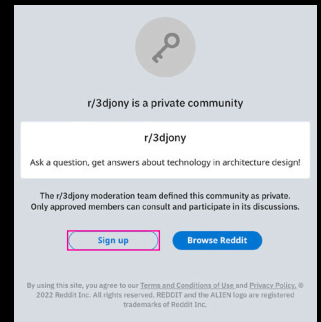 r/3djony is a private community
r/3djony
Ask a question, get answers about technology in architecture design!
The r/3djony moderation team defined this community as private.
Only approved members can consult and participate in its discussions.
Sign up
Browse Reddit
By using this site, you agree to our Terms and Conditions of Use and Privacy Policy. ©
2022 Reddit Inc. All rights reserved. REDDIT and the ALIEN logo are registered
trademarks of Reddit Inc.